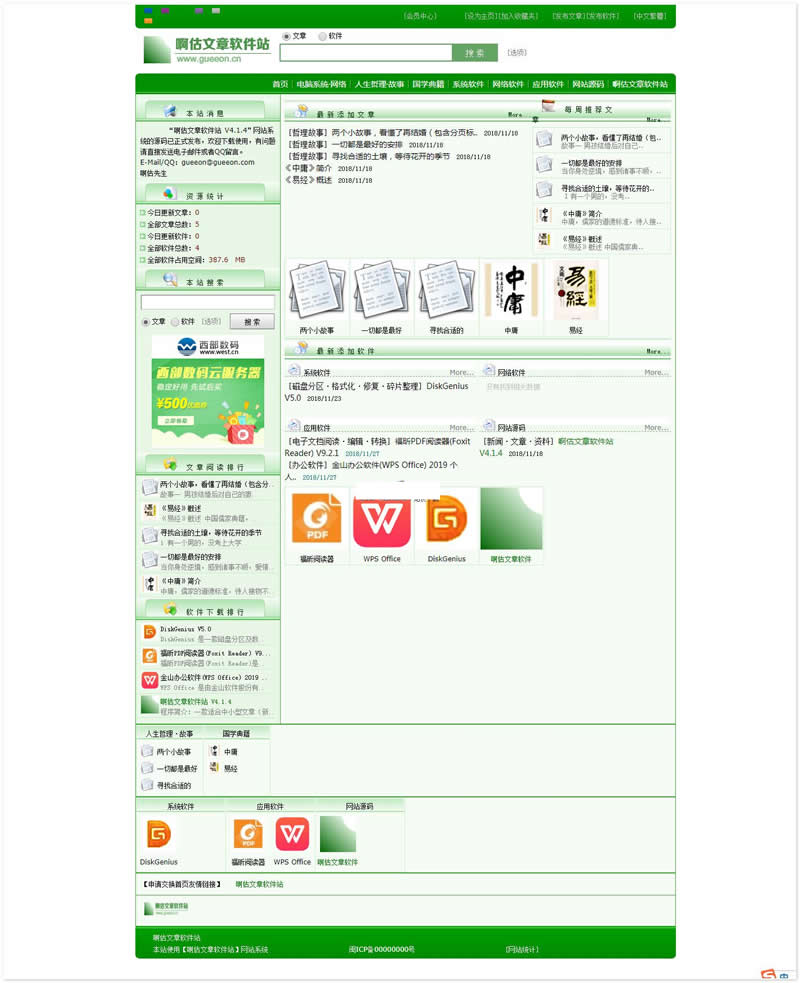 [会员中心]
[设为主页][加入收藏夹]
[发布文章][发布软件]
[中文繁體]
啊估文章软件站
www.gueeon.cn
文章 软件
搜 索
[选项]
首页 | 电脑系统·网络 | 人生哲理·故事 | 国学典籍 | 系统软件 | 网络软件 | 应用软件 | 网站源码 | 啊估文章软件站
本 站 消 息
“啊估文章软件站 V4.1.4”网站系
统的源码已正式发布，欢迎下载使用，有问题
请直接发送电子邮件或者QQ留言。
E-Mail/QQ：gueeon@gueeon.com
啊估先生
资 源 统 计
今日更新文章：0
全部文章总数：5
今日更新软件：0
全部软件总数：4
全部软件占用空间：387.6 MB
本 站 搜 索
文章 软件 [选项] 搜 索
西部数码
www.west.cn
西部数码云服务器
稳定好用 先试后买
¥500
立即领取
文 章 阅 读 排 行
两个小故事，看懂了再结婚（包含分..
故事一 男孩结婚后对自己的妻.
《易经》概述
《易经》概述 中国儒家典籍，
寻找合适的土壤，等待花开的季节
1 有一个男的，没考上大学
一切都是最好的安排
当你身处逆境，感到诸事不顺，爱情.
《中庸》简介
中庸，儒家的道德标准，待人接物不..
软 件 下 载 排 行
DiskGenius V5.0
DiskGenius 是一款磁盘分区及数..
福昕PDF阅读器(Foxit Reader) V9...
福昕PDF阅读器(Foxit Reader)是..
金山办公软件(WPS Office) 2019 ..
WPS Office 是由金山软件股份有..
啊估文章软件站 V4.1.4
程序简介：一款适合中小型文章（新..
最 新 添 加 文 章
More..
[哲理故事] 两个小故事，看懂了再结婚（包含分页标.. 2018/11/18
[哲理故事] 一切都是最好的安排 2018/11/18
[哲理故事] 寻找合适的土壤，等待花开的季节 2018/11/18
《中庸》简介 2018/11/18
《易经》概述 2018/11/18
每 周 推 荐 文
章
More..
两个小故事，看懂了再结婚（包..
故事一 男孩结婚后对自己..
一切都是最好的安排
当你身处逆境，感到诸事不顺，..
寻找合适的土壤，等待花开的..
1 有一个男的，没考..
《中庸》简介
中庸，儒家的道德标准，待人接..
《易经》概述
《易经》概述 中国儒家典..
中庸
易經
两个小故事
一切都是最好
寻找合适的
中庸
易经
最 新 添 加 软 件
More..
系统软件
More...
[磁盘分区·格式化·修复·碎片整理] DiskGenius
V5.0 2018/11/23
网络软件
More...
没有找到相关数据
应用软件
More...
[电子文档阅读·编辑·转换] 福昕PDF阅读器(Foxit
Reader) V9.2.1 2018/11/27
[办公软件] 金山办公软件(WPS Office) 2019 个
人.. 2018/11/27
网站源码
More...
[新闻·文章·资料] 啊估文章软件站
V4.1.4 2018/11/18
PDF
福昕阅读器
WPS Office
DiskGenius
啊估文章软件
人生哲理·故事
两个小故事
一切都是最好
寻找合适的
国学典籍
中庸
易经
系统软件
DiskGenius
应用软件
PDF
福昕阅读器
WPS Office
网站源码
啊估文章软件
【申请交换首页友情链接】
啊估文章软件站
啊估文章软件站
啊估文章软件站
本站使用【啊估文章软件站】网站系统
闽ICP备00000000号
[网站统计]
中